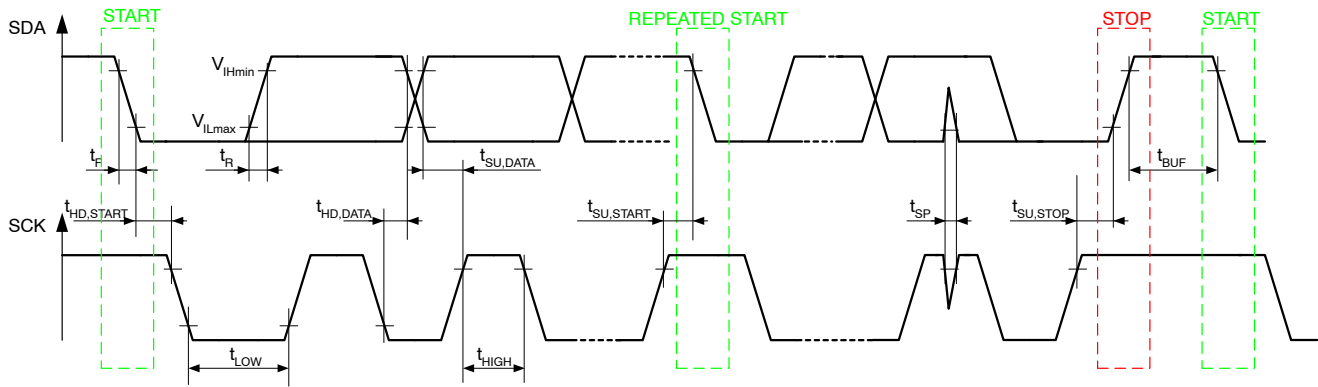 START
REPEATED START
STOP
START
SDA
V_IHmin
V_ILmax
t_F
t_R
t_SU,DATA
t_BUF
t_HD,START
t_HD,DATA
t_SU,START
t_SP
t_SU,STOP
SCK
t_LOW
t_HIGH